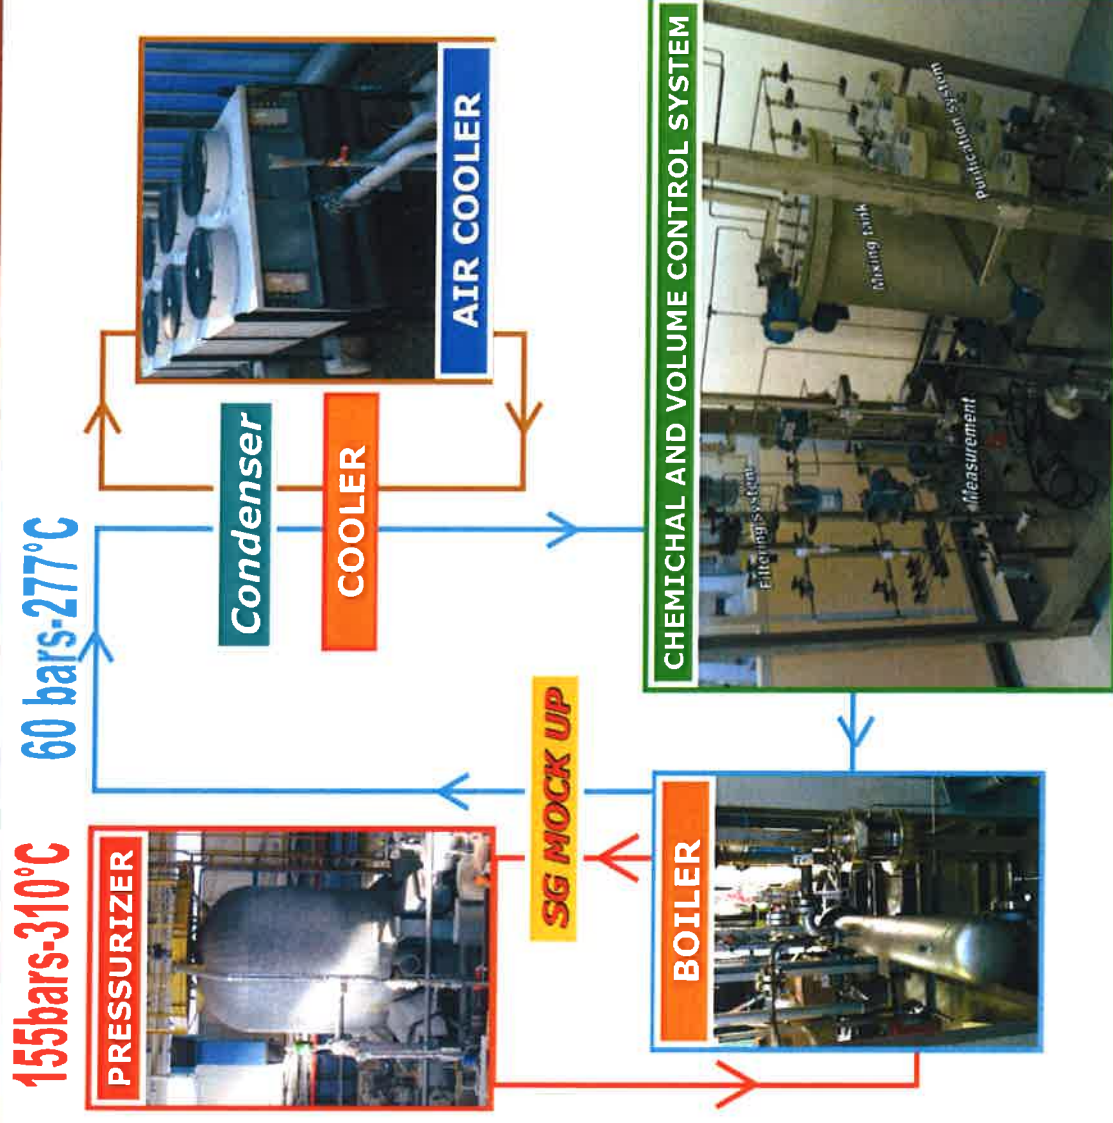 155bars-310°C
60 bars-277°C
PRESSURIZER
AIR COOLER
Condenser
COOLER
SG MOCK UP
BOILER
CHEMICHAL AND VOLUME CONTROL SYSTEM
Filtering system
Measurement
Mixing tank
Purification system